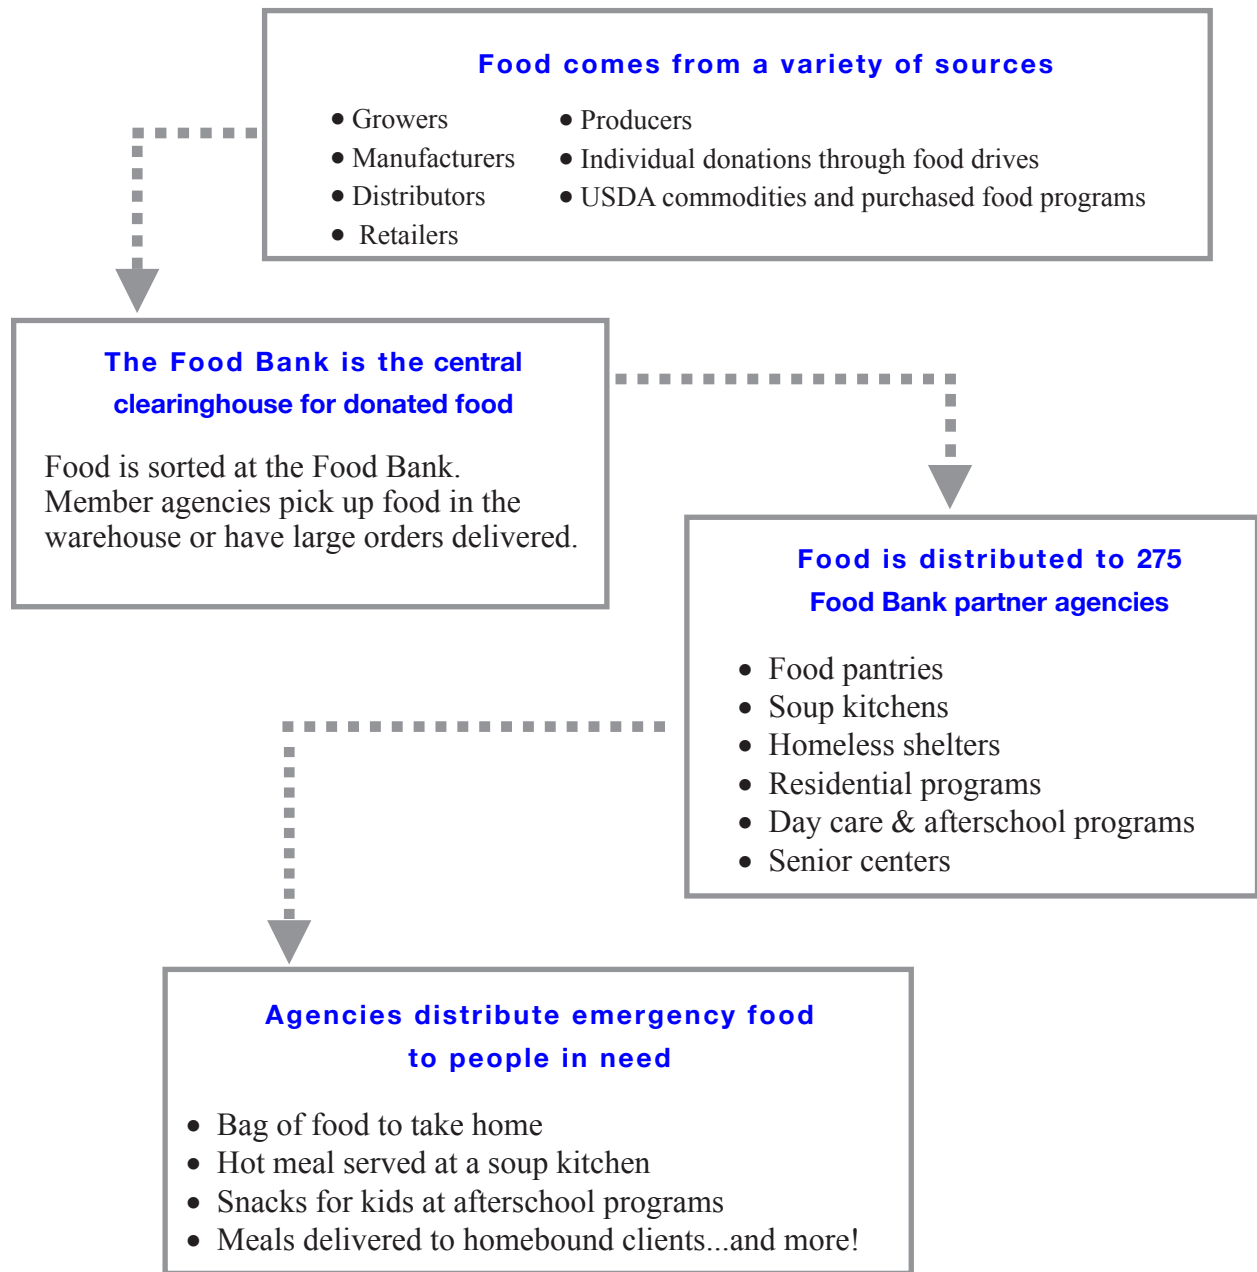 Food comes from a variety of sources
• Growers
• Manufacturers
• Distributors
• Retailers
• Producers
• Individual donations through food drives
• USDA commodities and purchased food programs
The Food Bank is the central
clearinghouse for donated food
Food is sorted at the Food Bank.
Member agencies pick up food in the
warehouse or have large orders delivered.
Food is distributed to 275
Food Bank partner agencies
• Food pantries
• Soup kitchens
• Homeless shelters
• Residential programs
• Day care & afterschool programs
• Senior centers
Agencies distribute emergency food
to people in need
• Bag of food to take home
• Hot meal served at a soup kitchen
• Snacks for kids at afterschool programs
• Meals delivered to homebound clients...and more!